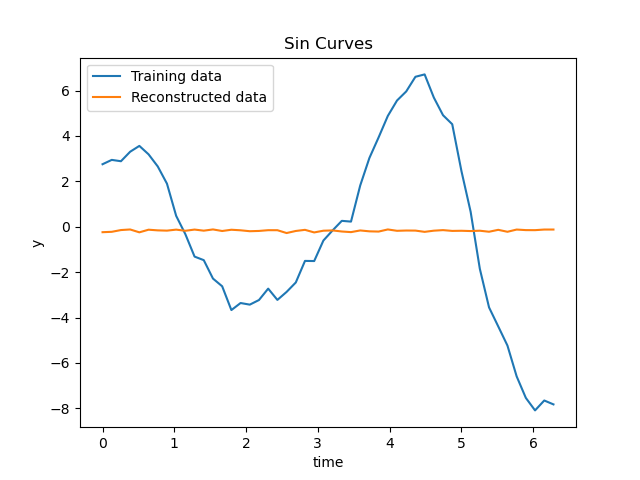 Sin Curves
Training data
Reconstructed data
6
4
2
0
−2
−4
−6
−8
y
0 1 2 3 4 5 6
time